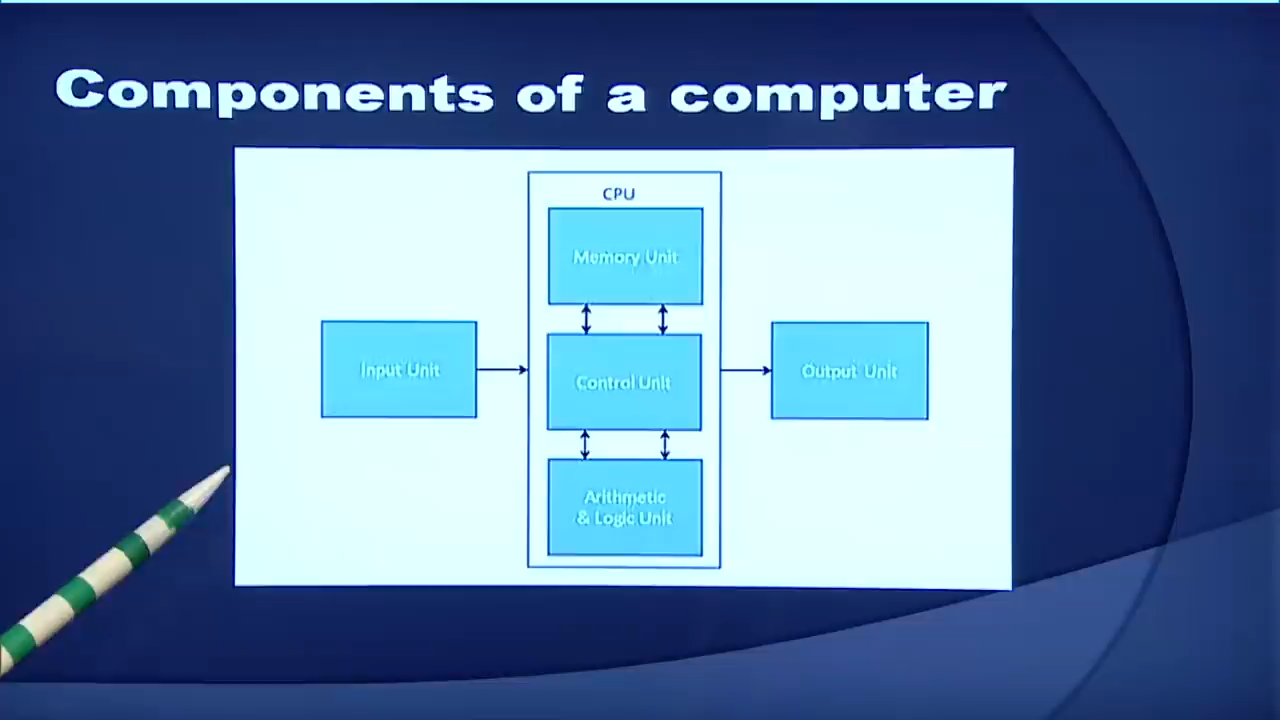 Components of a computer
CPU
Memory Unit
Input Unit
Control Unit
Output Unit
Arithmetic
& Logic Unit